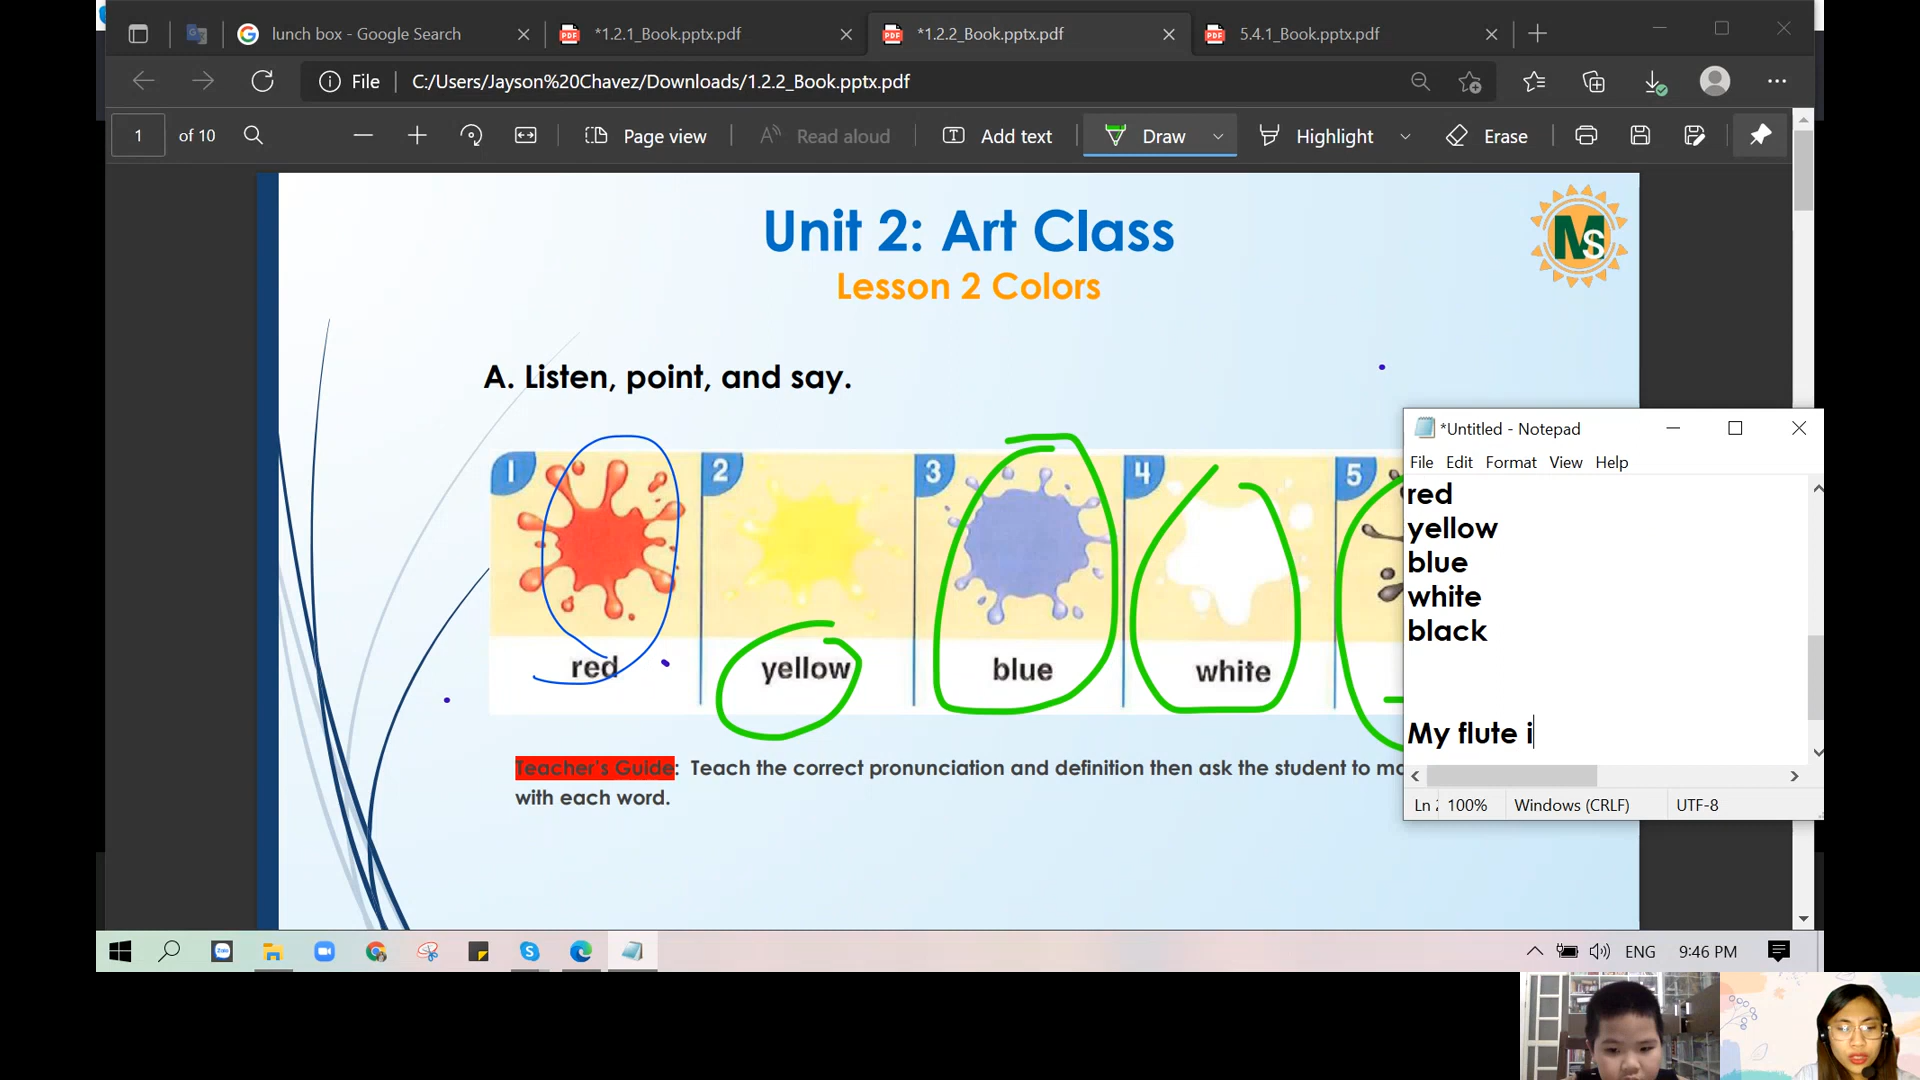 lunch box - Google Search
*1.2.1_Book.pptx.pdf
*1.2.2_Book.pptx.pdf
5.4.1_Book.pptx.pdf
File
C:/Users/Jayson%20Chavez/Downloads/1.2.2_Book.pptx.pdf
1 of 10
Page view
Read aloud
Add text
Draw
Highlight
Erase
Unit 2: Art Class
Lesson 2 Colors
MS
A. Listen, point, and say.
1 2 3 4 5
red yellow blue white
Teacher's Guide: Teach the correct pronunciation and definition then ask the student to
with each word.
*Untitled - Notepad
File Edit Format View Help
red
yellow
blue
white
black
My flute i
Ln 100% Windows (CRLF) UTF-8
Zalo
ENG 9:46 PM